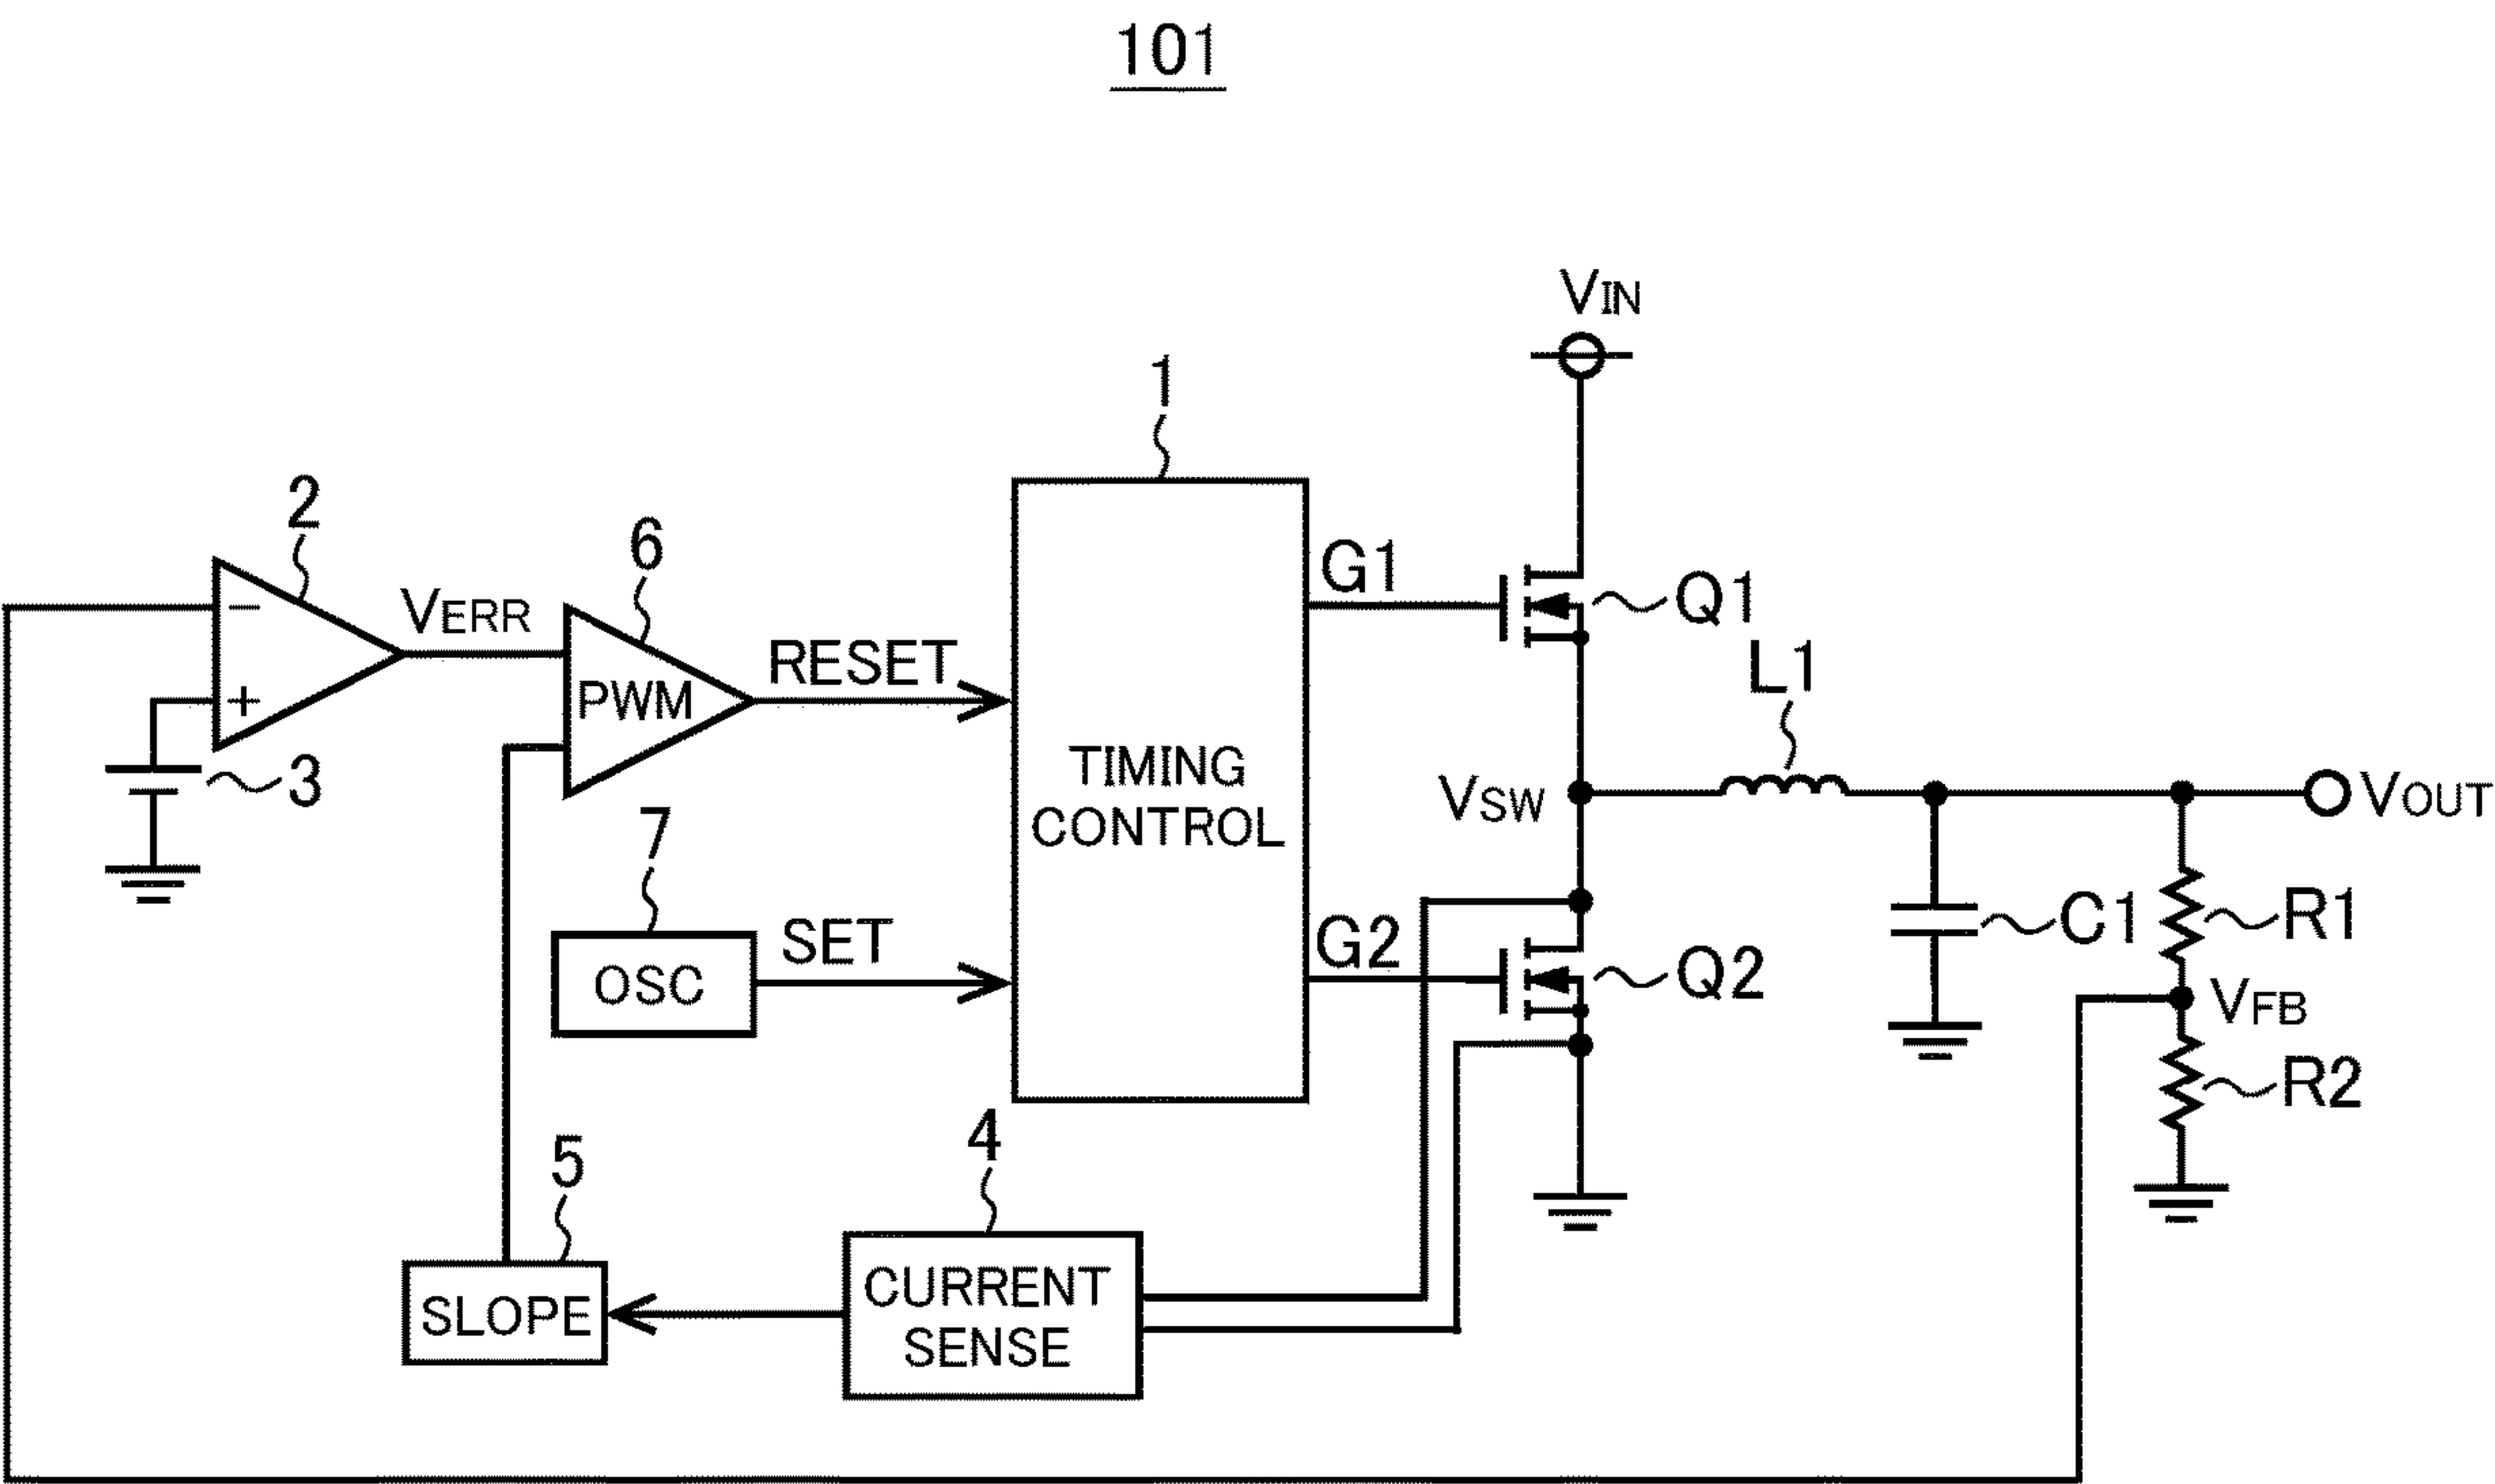 101
VIN
1
2
6
G1
Q1
VERR
RESET
L1
PWM
−
+
3
TIMING
CONTROL
VSW
VOUT
7
C1
R1
SET
G2
Q2
OSC
VFB
R2
4
5
CURRENT
SENSE
SLOPE